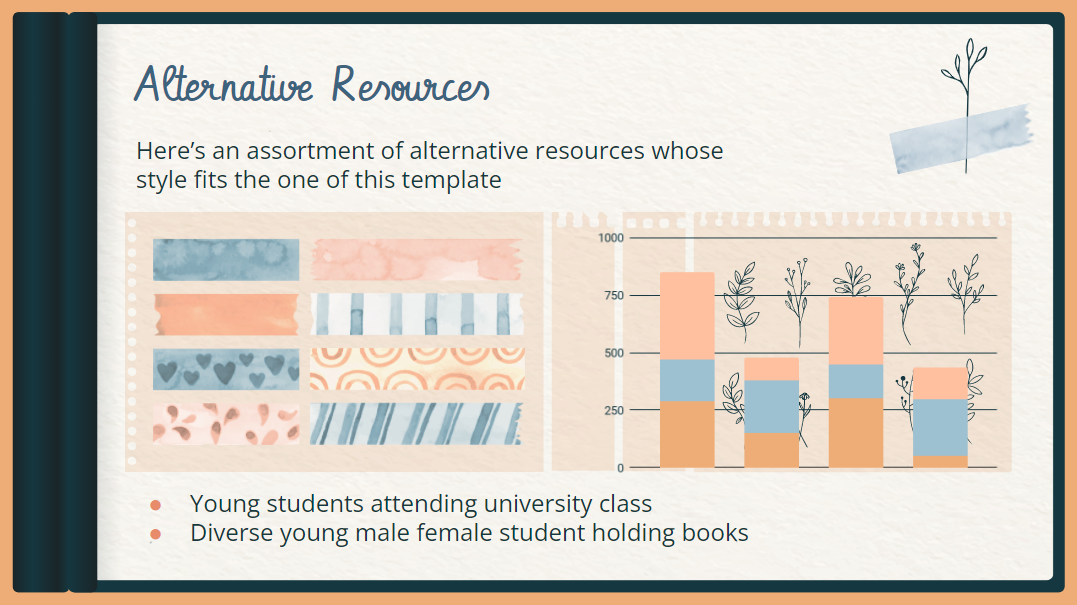 Alternative Resources
Here’s an assortment of alternative resources whose
style fits the one of this template
1000
750
500
250
0
Young students attending university class
Diverse young male female student holding books